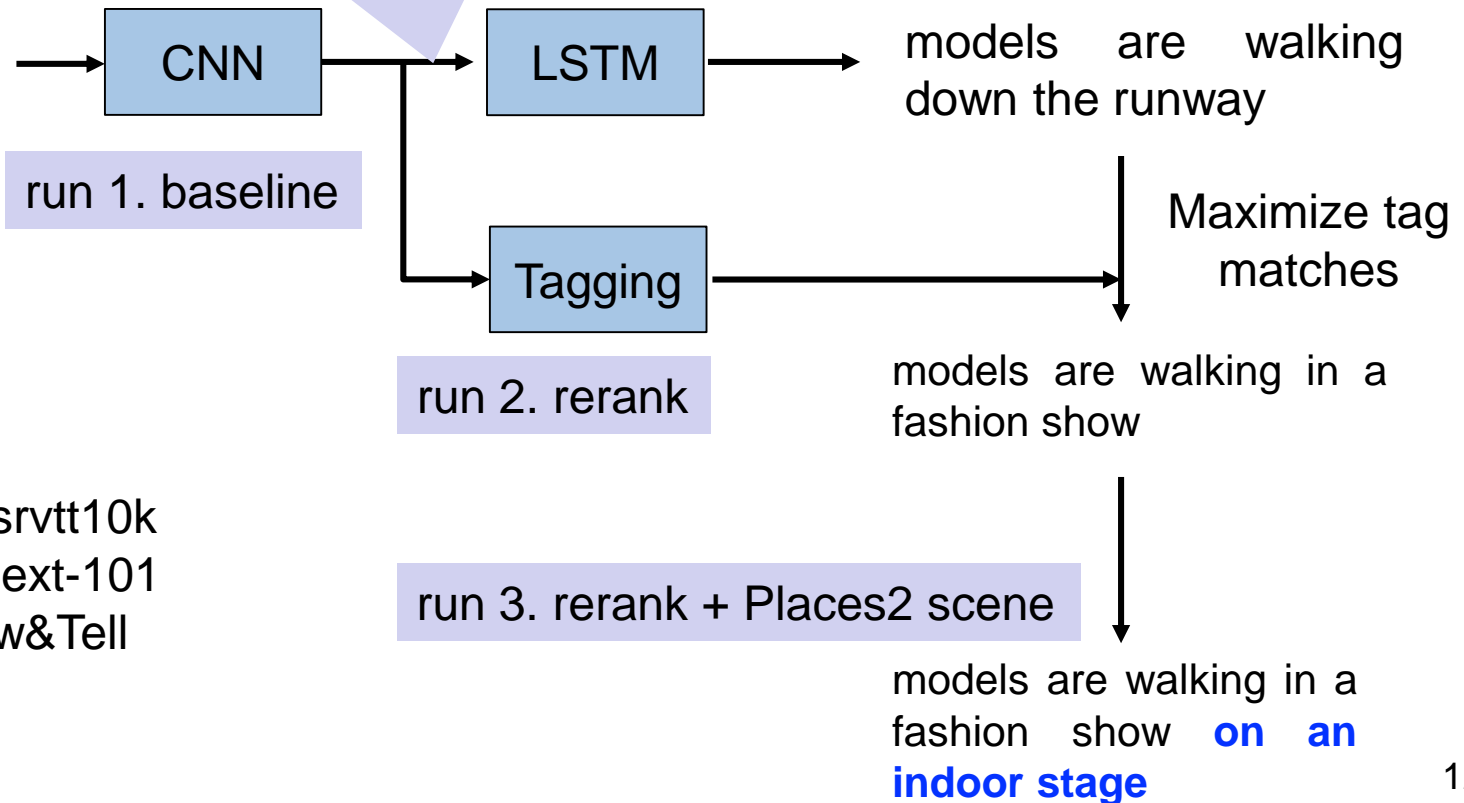 CNN
LSTM
models are walking
down the runway
run 1. baseline
Maximize tag
matches
Tagging
run 2. rerank
models are walking in a
fashion show
srvtt10k
ext-101
w&Tell
run 3. rerank + Places2 scene
models are walking in a
fashion show on an
indoor stage